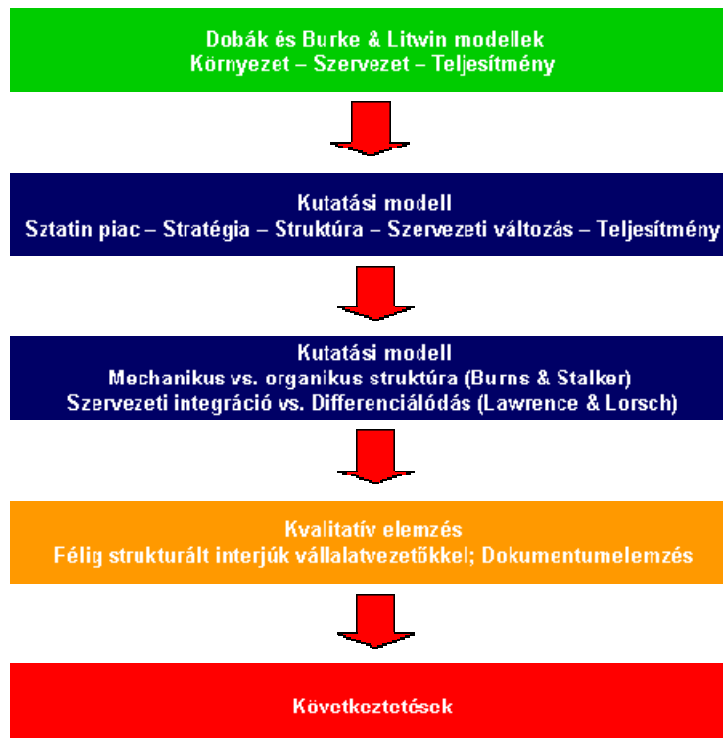 Dobák és Burke & Litwin modellek
Környezet – Szervezet – Teljesítmény
Kutatási modell
Sztatin piac – Stratégia – Struktúra – Szervezeti változás – Teljesítmény
Kutatási modell
Mechanikus vs. organikus struktúra (Burns & Stalker)
Szervezeti integráció vs. Differenciálódás (Lawrence & Lorsch)
Kvalitatív elemzés
Félig strukturált interjúk vállalatvezetőkkel; Dokumentumelemzés
Következtetések